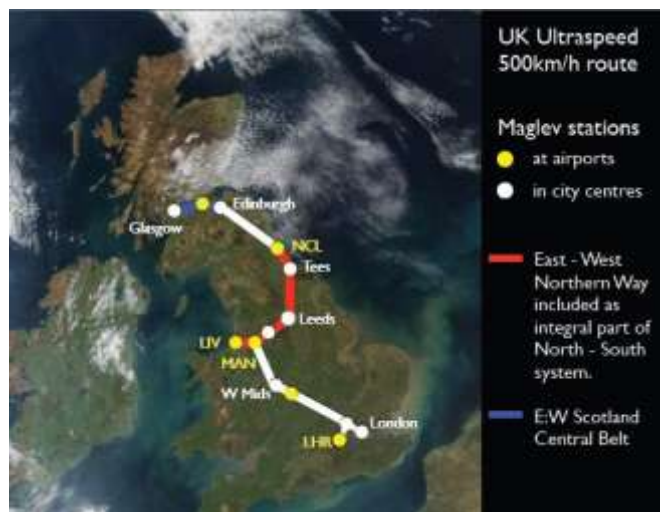 UK Ultraspeed
500km/h route
Maglev stations
at airports
in city centres
East - West
Northern Way
included as
integral part of
North - South
system.
E:W Scotland
Central Belt
Edinburgh
Glasgow
NCL
Tees
Leeds
LIV
MAN
W Mids
London
LHR